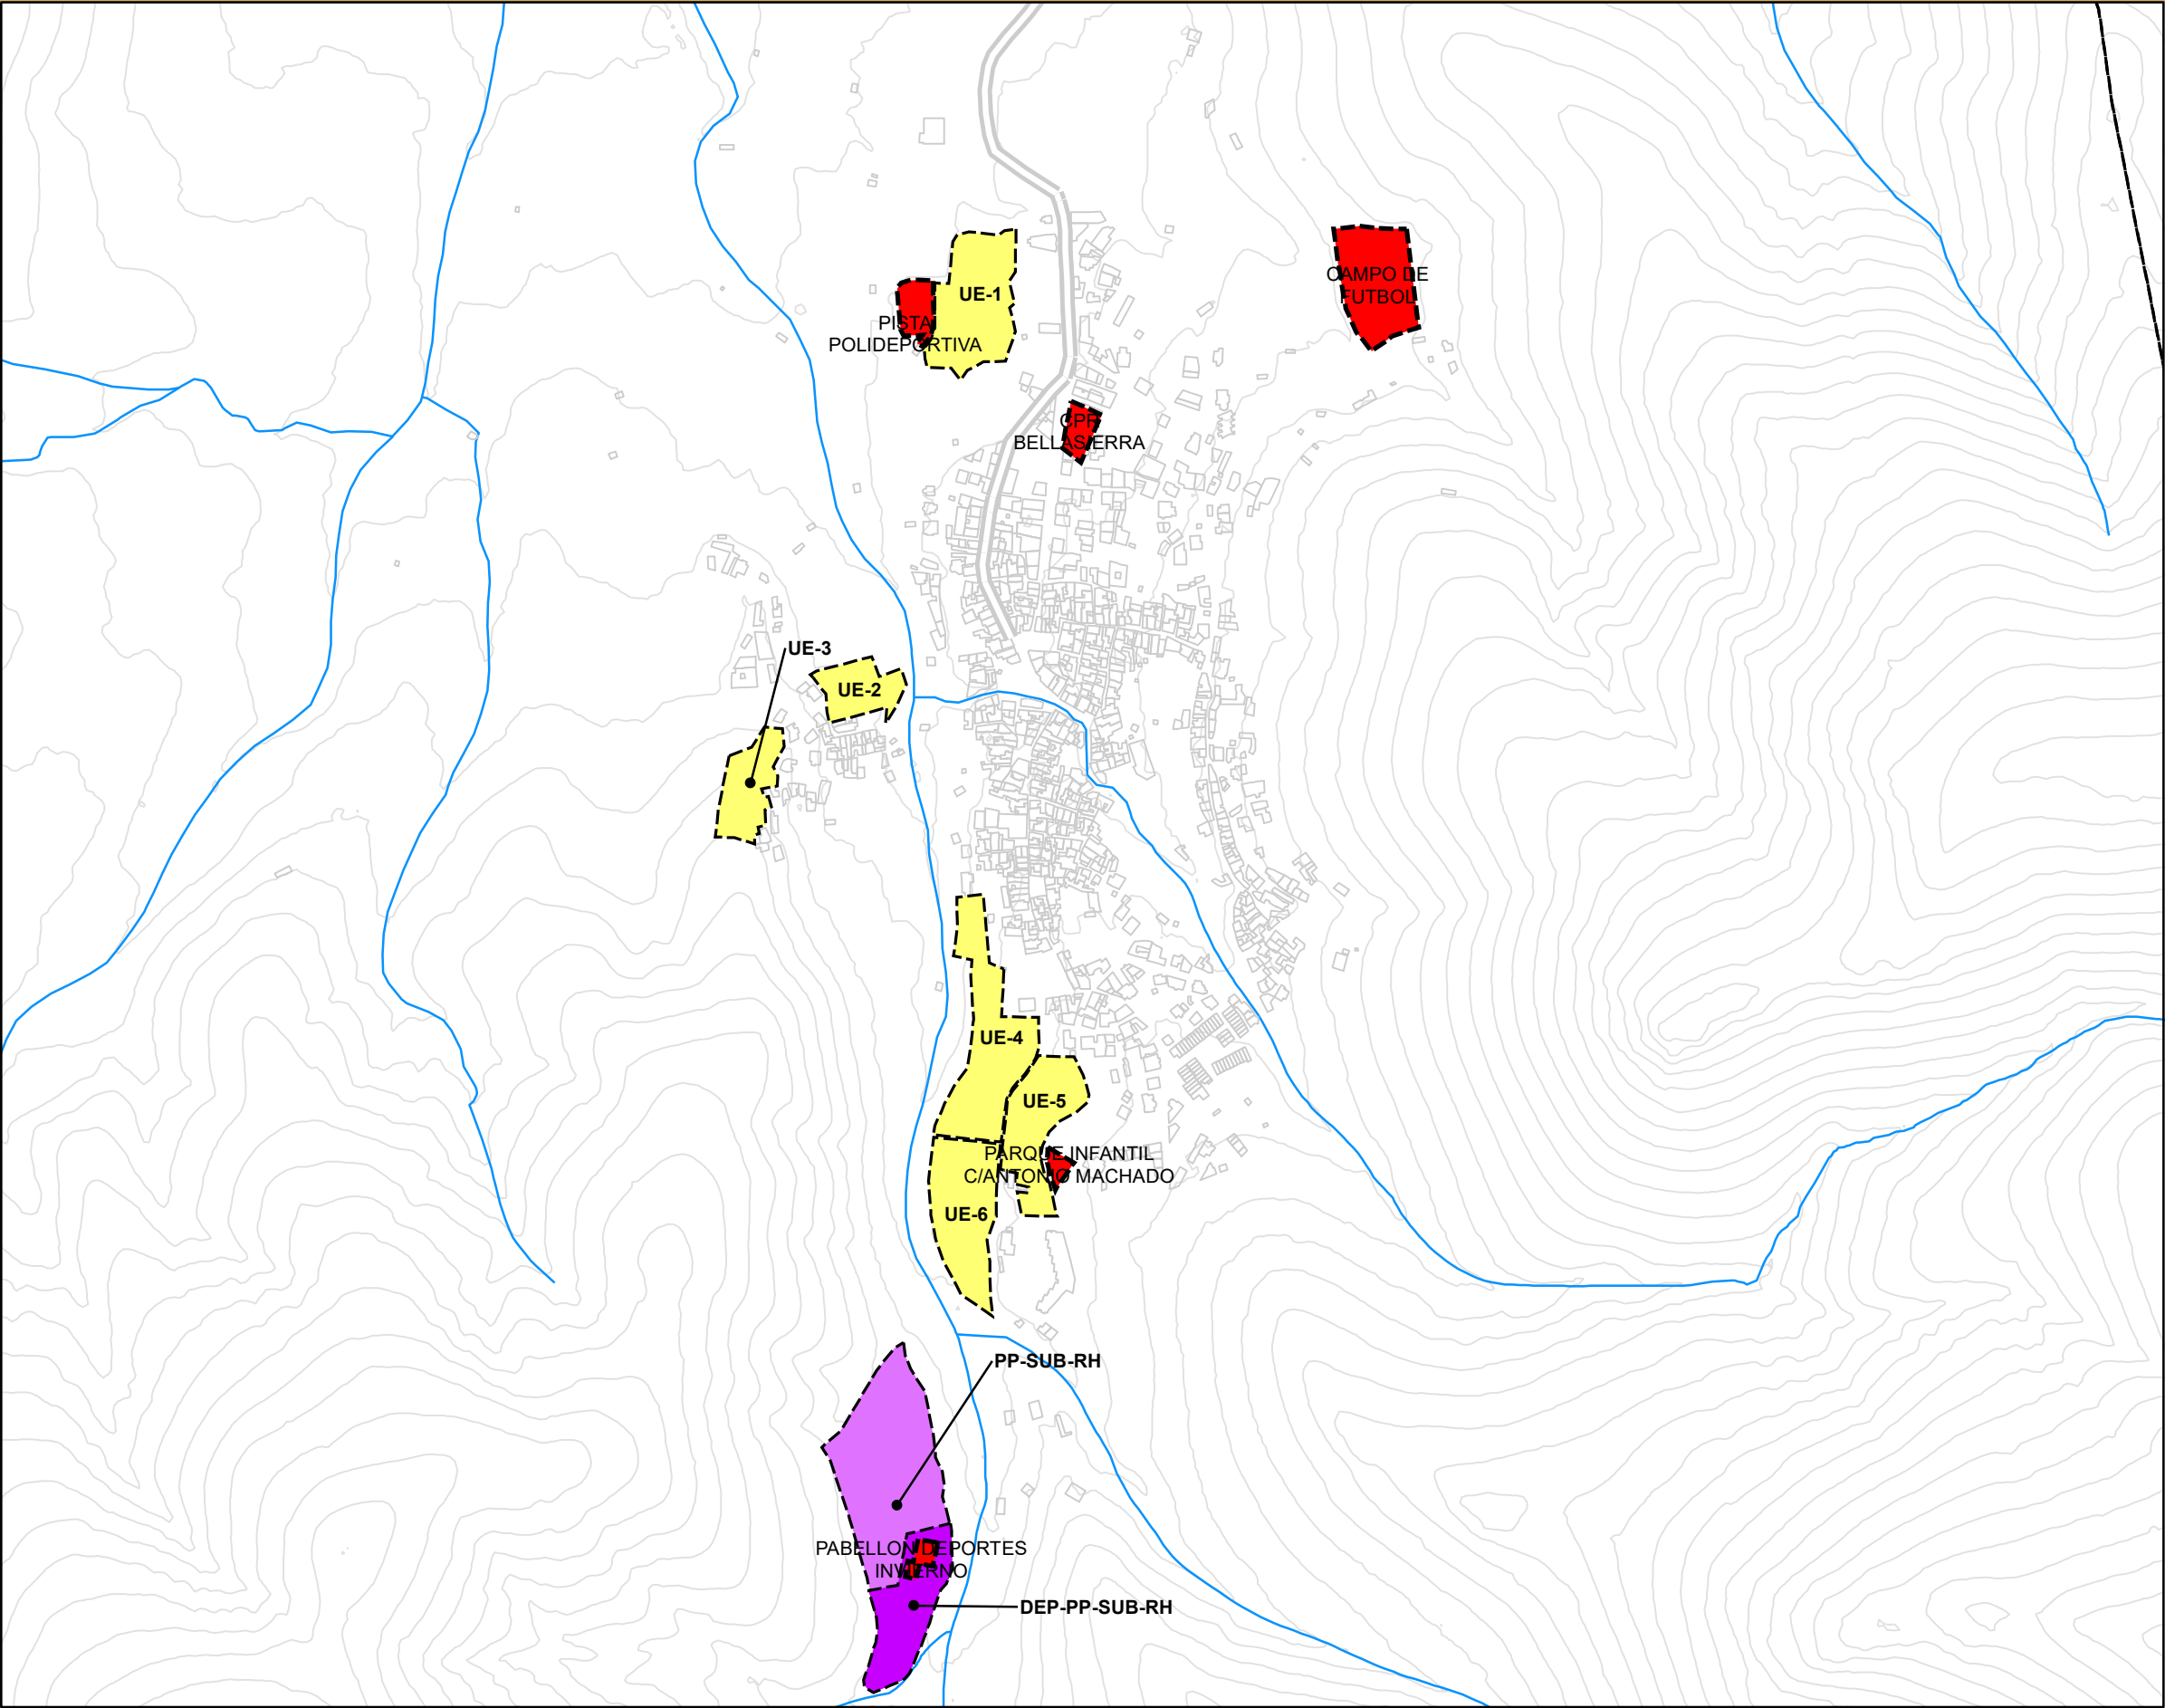 CAMPO DE
FUTBOL
UE-1
PISTA
POLIDEPORTIVA
CPR
BELLASIERRA
UE-3
UE-2
UE-4
UE-5
PARQUE INFANTIL
C/ANTONIO MACHADO
UE-6
PP-SUB-RH
PABELLON DEPORTES
INVIERNO
DEP-PP-SUB-RH